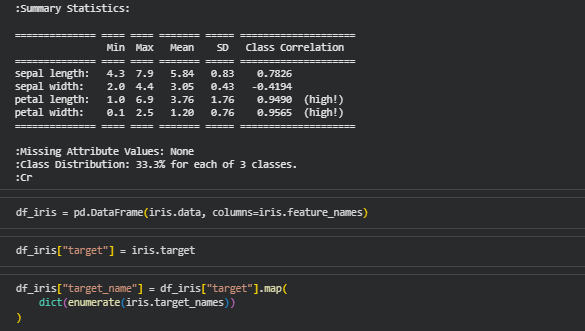 :Summary Statistics:
============== ==== ==== ======= ===== ====================
Min Max Mean SD Class Correlation
============== ==== ==== ======= ===== ====================
sepal length: 4.3 7.9 5.84 0.83 0.7826
sepal width: 2.0 4.4 3.05 0.43 -0.4194
petal length: 1.0 6.9 3.76 1.76 0.9490 (high!)
petal width: 0.1 2.5 1.20 0.76 0.9565 (high!)
============== ==== ==== ======= ===== ====================
:Missing Attribute Values: None
:Class Distribution: 33.3% for each of 3 classes.
:Cr
df_iris = pd.DataFrame(iris.data, columns=iris.feature_names)
df_iris["target"] = iris.target
df_iris["target_name"] = df_iris["target"].map(
dict(enumerate(iris.target_names))
)